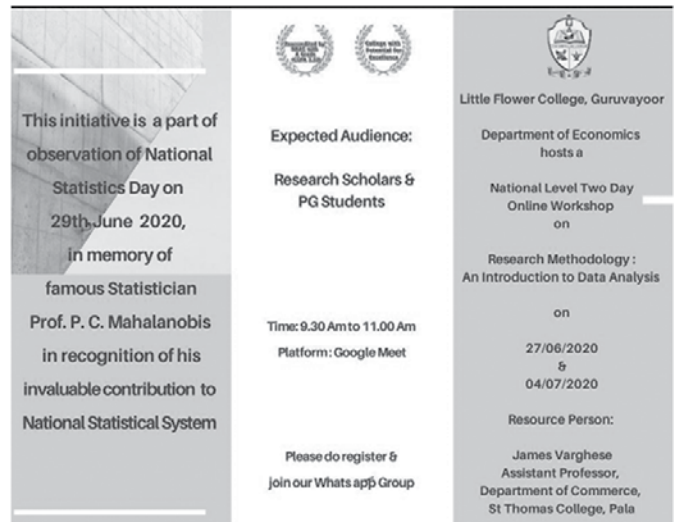 This initiative is a part of
observation of National
Statistics Day on
29th June 2020,
in memory of
famous Statistician
Prof. P. C. Mahalanobis
in recognition of his
invaluable contribution to
National Statistical System
College with
Potential for
Excellence
Expected Audience:
Research Scholars &
PG Students
Time: 9.30 Am to 11.00 Am
Platform : Google Meet
Please do register &
join our Whats app Group
Little Flower College, Guruvayoor
Department of Economics
hosts a
National Level Two Day
Online Workshop
on
Research Methodology :
An Introduction to Data Analysis
on
27/06/2020
&
04/07/2020
Resource Person:
James Varghese
Assistant Professor,
Department of Commerce,
St Thomas College, Pala